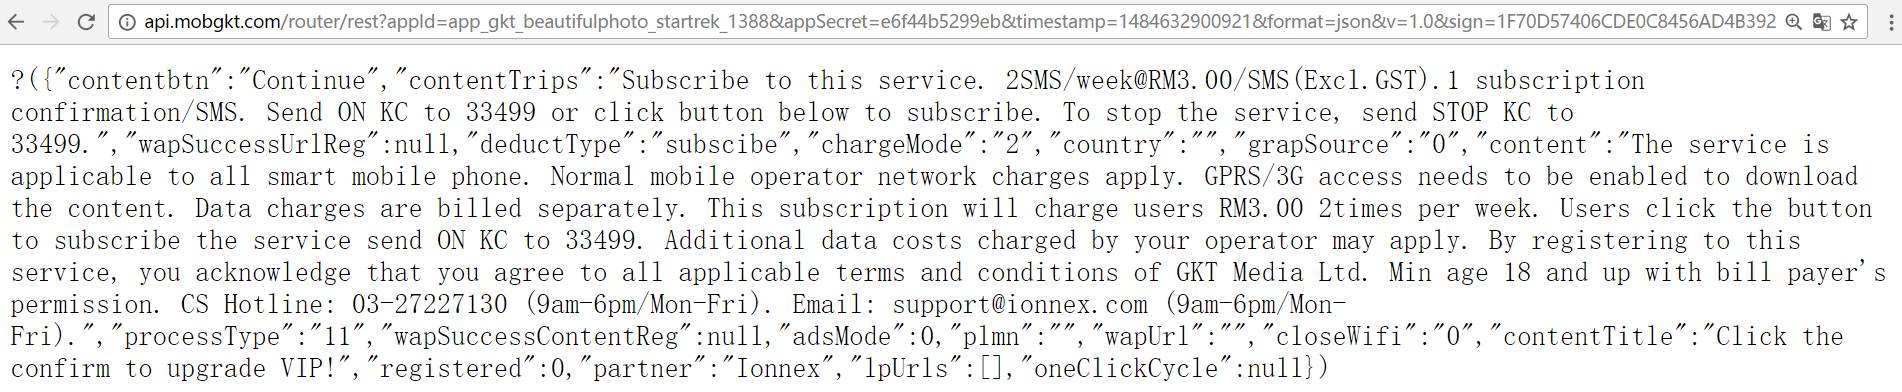 api.mobgkt.com/router/rest?appId=app_gkt_beautifulphoto_startrek_1388&appSecret=e6f44b5299eb&timestamp=1484632900921&format=json&v=1.0&sign=1F70D57406CDE0C8456AD4B392
?({"contentbtn":"Continue","contentTrips":"Subscribe to this service. 2SMS/week@RM3.00/SMS(Excl.GST).1 subscription
confirmation/SMS. Send ON KC to 33499 or click button below to subscribe. To stop the service, send STOP KC to
33499.","wapSuccessUrlReg":null,"deductType":"subscibe","chargeMode":"2","country":"","grapSource":"0","content":"The service is
applicable to all smart mobile phone. Normal mobile operator network charges apply. GPRS/3G access needs to be enabled to download
the content. Data charges are billed separately. This subscription will charge users RM3.00 2times per week. Users click the button
to subscribe the service send ON KC to 33499. Additional data costs charged by your operator may apply. By registering to this
service, you acknowledge that you agree to all applicable terms and conditions of GKT Media Ltd. Min age 18 and up with bill payer's
permission. CS Hotline: 03-27227130 (9am-6pm/Mon-Fri). Email: support@ionnex.com (9am-6pm/Mon-
Fri).","processType":"11","wapSuccessContentReg":null,"adsMode":0,"plmn":"","wapUrl":"","closeWifi":"0","contentTitle":"Click the
confirm to upgrade VIP!","registered":0,"partner":"Ionnex","lpUrls":[],"oneClickCycle":null})